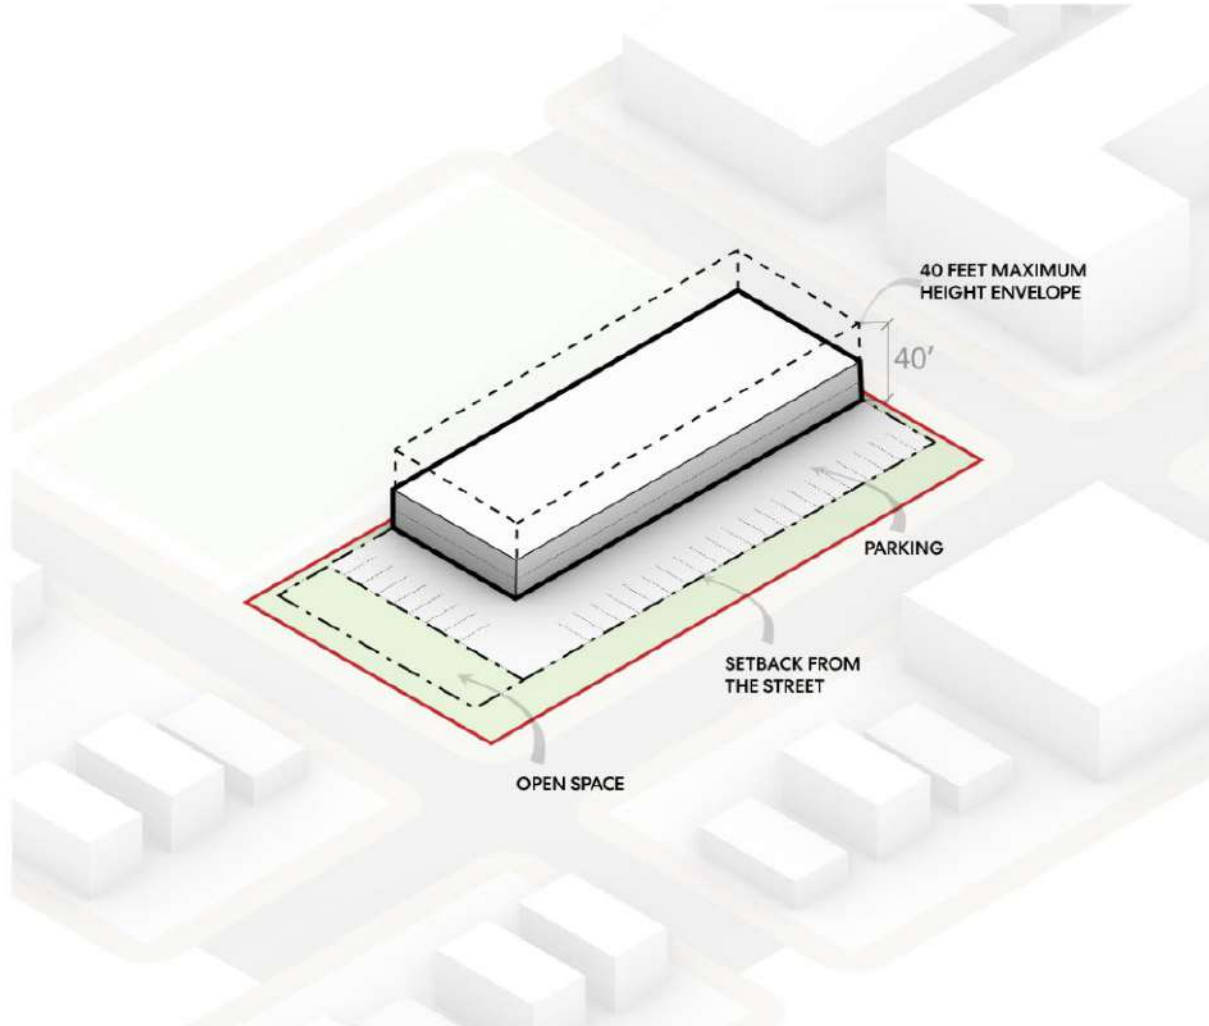 40 FEET MAXIMUM
HEIGHT ENVELOPE
40'
PARKING
SETBACK FROM
THE STREET
OPEN SPACE